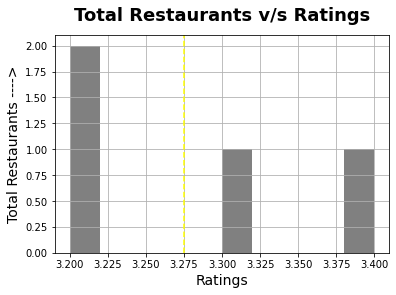 Total Restaurants v/s Ratings
Total Restaurants ---->
2.00
1.75
1.50
1.25
1.00
0.75
0.50
0.25
0.00
3.200 3.225 3.250 3.275 3.300 3.325 3.350 3.375 3.400
Ratings